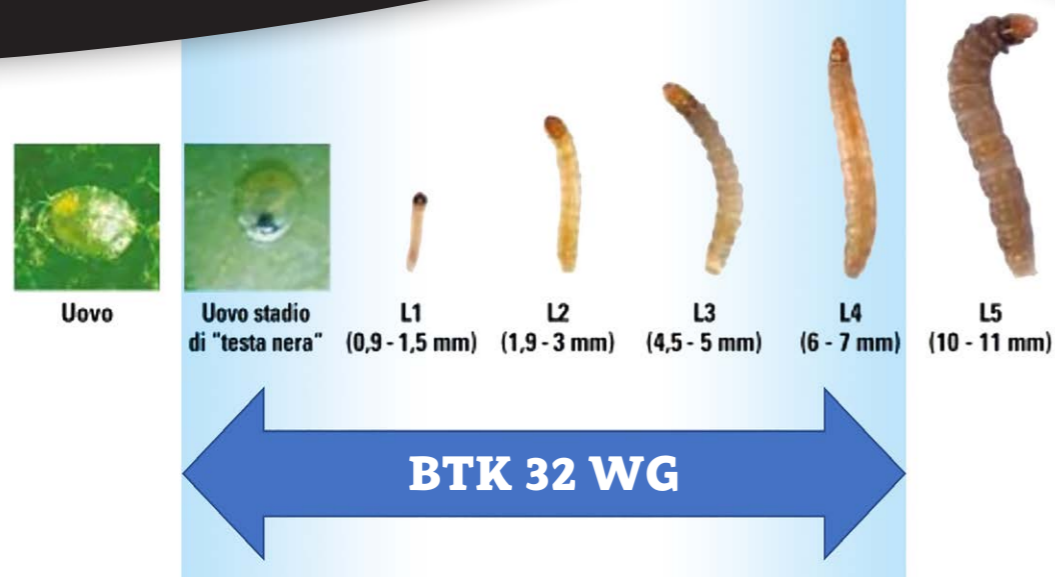 Uovo
Uovo stadio
di "testa nera"
L1
(0,9 - 1,5 mm)
L2
(1,9 - 3 mm)
L3
(4,5 - 5 mm)
L4
(6 - 7 mm)
L5
(10 - 11 mm)
BTK 32 WG